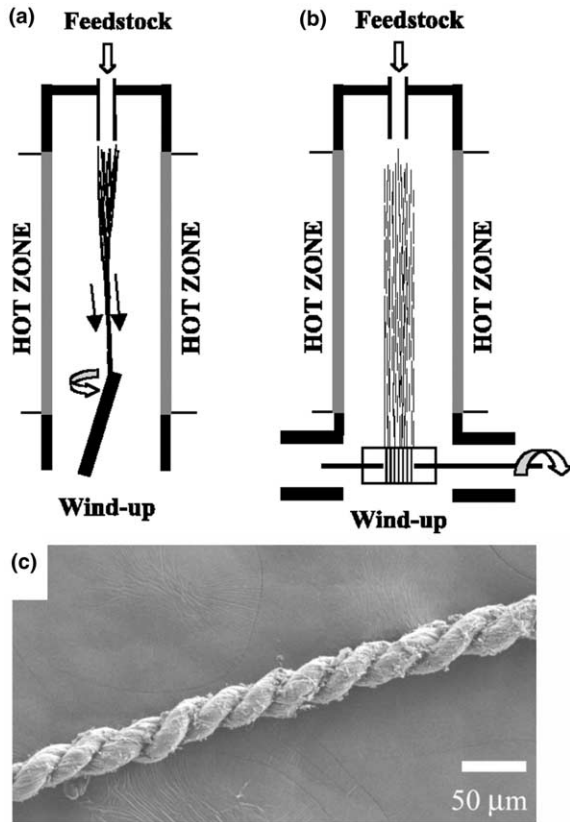 (a)
Feedstock
HOT ZONE
HOT ZONE
Wind-up
(b)
Feedstock
HOT ZONE
HOT ZONE
Wind-up
(c)
50 µm